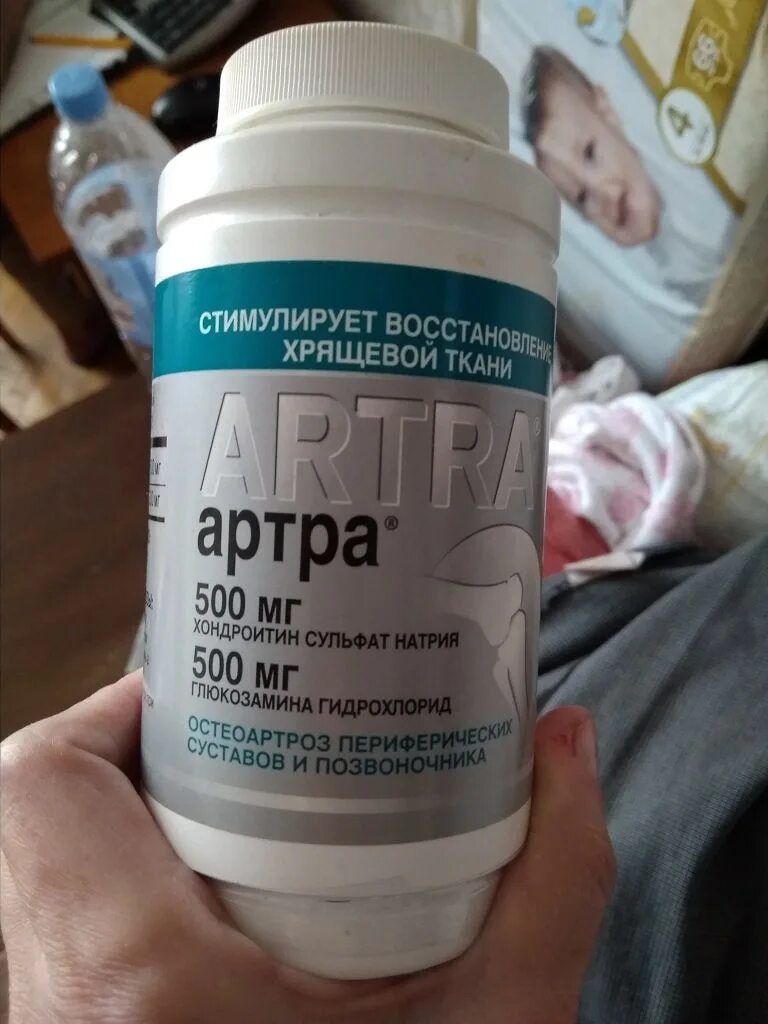 СТИМУЛИРУЕТ ВОССТАНОВЛЕНИЕ
ХРЯЩЕВОЙ ТКАНИ
ARTRA®
артра®
500 мг
ХОНДРОИТИН СУЛЬФАТ НАТРИЯ
500 мг
ГЛЮКОЗАМИНА ГИДРОХЛОРИД
ОСТЕОАРТРОЗ ПЕРИФЕРИЧЕСКИХ
СУСТАВОВ И ПОЗВОНОЧНИКА
4